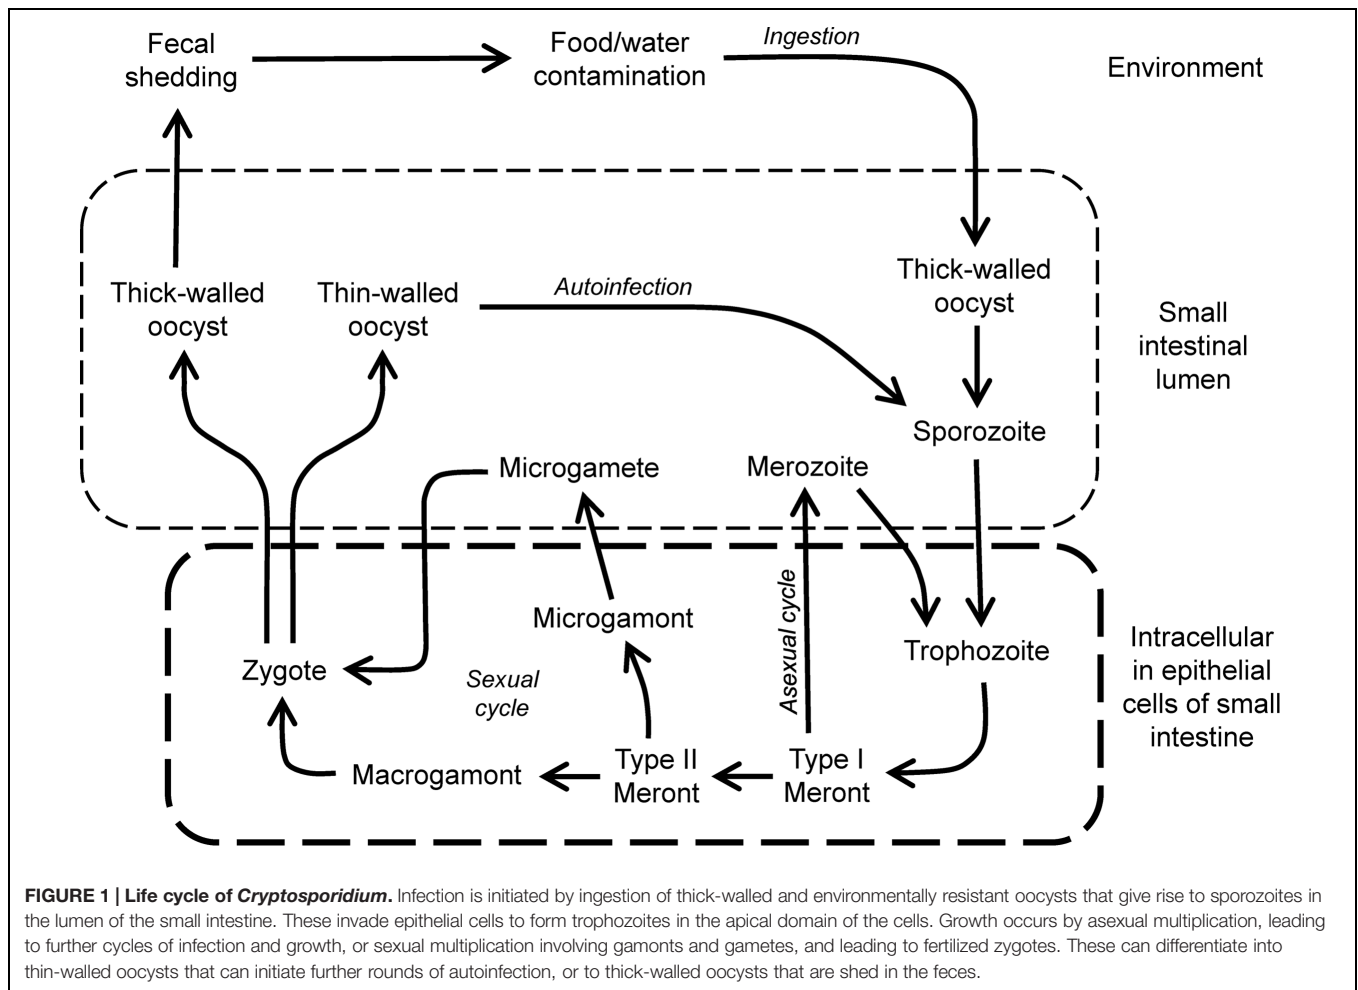 Fecal
shedding
Food/water
contamination
Ingestion
Environment
Thick-walled
oocyst
Thin-walled
oocyst
Autoinfection
Thick-walled
oocyst
Small
intestinal
lumen
Sporozoite
Microgamete
Merozoite
Microgamont
Asexual cycle
Trophozoite
Intracellular
in epithelial
cells of small
intestine
Zygote
Sexual
cycle
Macrogamont
Type II
Meront
Type I
Meront
FIGURE 1 | Life cycle of Cryptosporidium. Infection is initiated by ingestion of thick-walled and environmentally resistant oocysts that give rise to sporozoites in
the lumen of the small intestine. These invade epithelial cells to form trophozoites in the apical domain of the cells. Growth occurs by asexual multiplication, leading
to further cycles of infection and growth, or sexual multiplication involving gamonts and gametes, and leading to fertilized zygotes. These can differentiate into
thin-walled oocysts that can initiate further rounds of autoinfection, or to thick-walled oocysts that are shed in the feces.